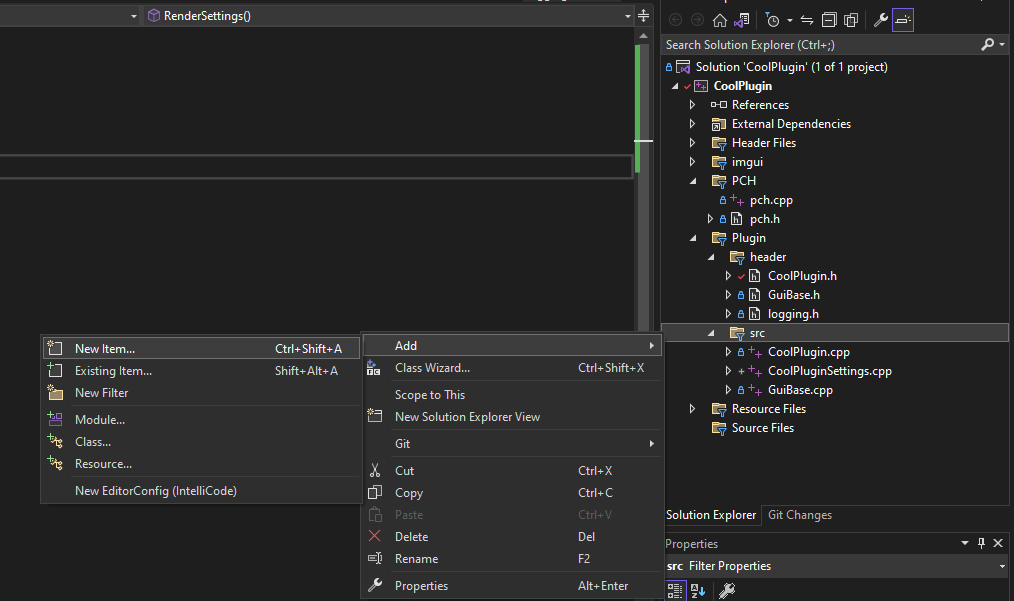 RenderSettings()
Search Solution Explorer (Ctrl+;)
Solution 'CoolPlugin' (1 of 1 project)
CoolPlugin
References
External Dependencies
Header Files
imgui
PCH
pch.cpp
pch.h
Plugin
header
CoolPlugin.h
GuiBase.h
logging.h
src
CoolPlugin.cpp
CoolPluginSettings.cpp
GuiBase.cpp
Resource Files
Source Files
Solution Explorer Git Changes
Properties
src Filter Properties
Add
Class Wizard... Ctrl+Shift+X
Scope to This
New Solution Explorer View
Git
Cut Ctrl+X
Copy Ctrl+C
Paste Ctrl+V
Delete Del
Rename F2
Properties Alt+Enter
New Item... Ctrl+Shift+A
Existing Item... Shift+Alt+A
New Filter
Module...
Class...
Resource...
New EditorConfig (IntelliCode)